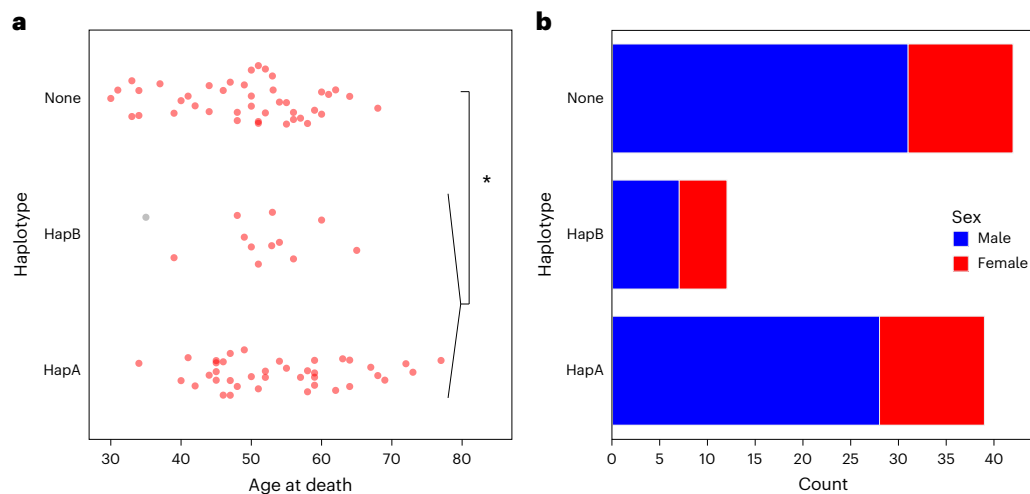 a
None
HapB
HapA
Haplotype
*
30 40 50 60 70 80
Age at death
b
None
HapB
HapA
Haplotype
Sex
Male
Female
0 5 10 15 20 25 30 35 40
Count